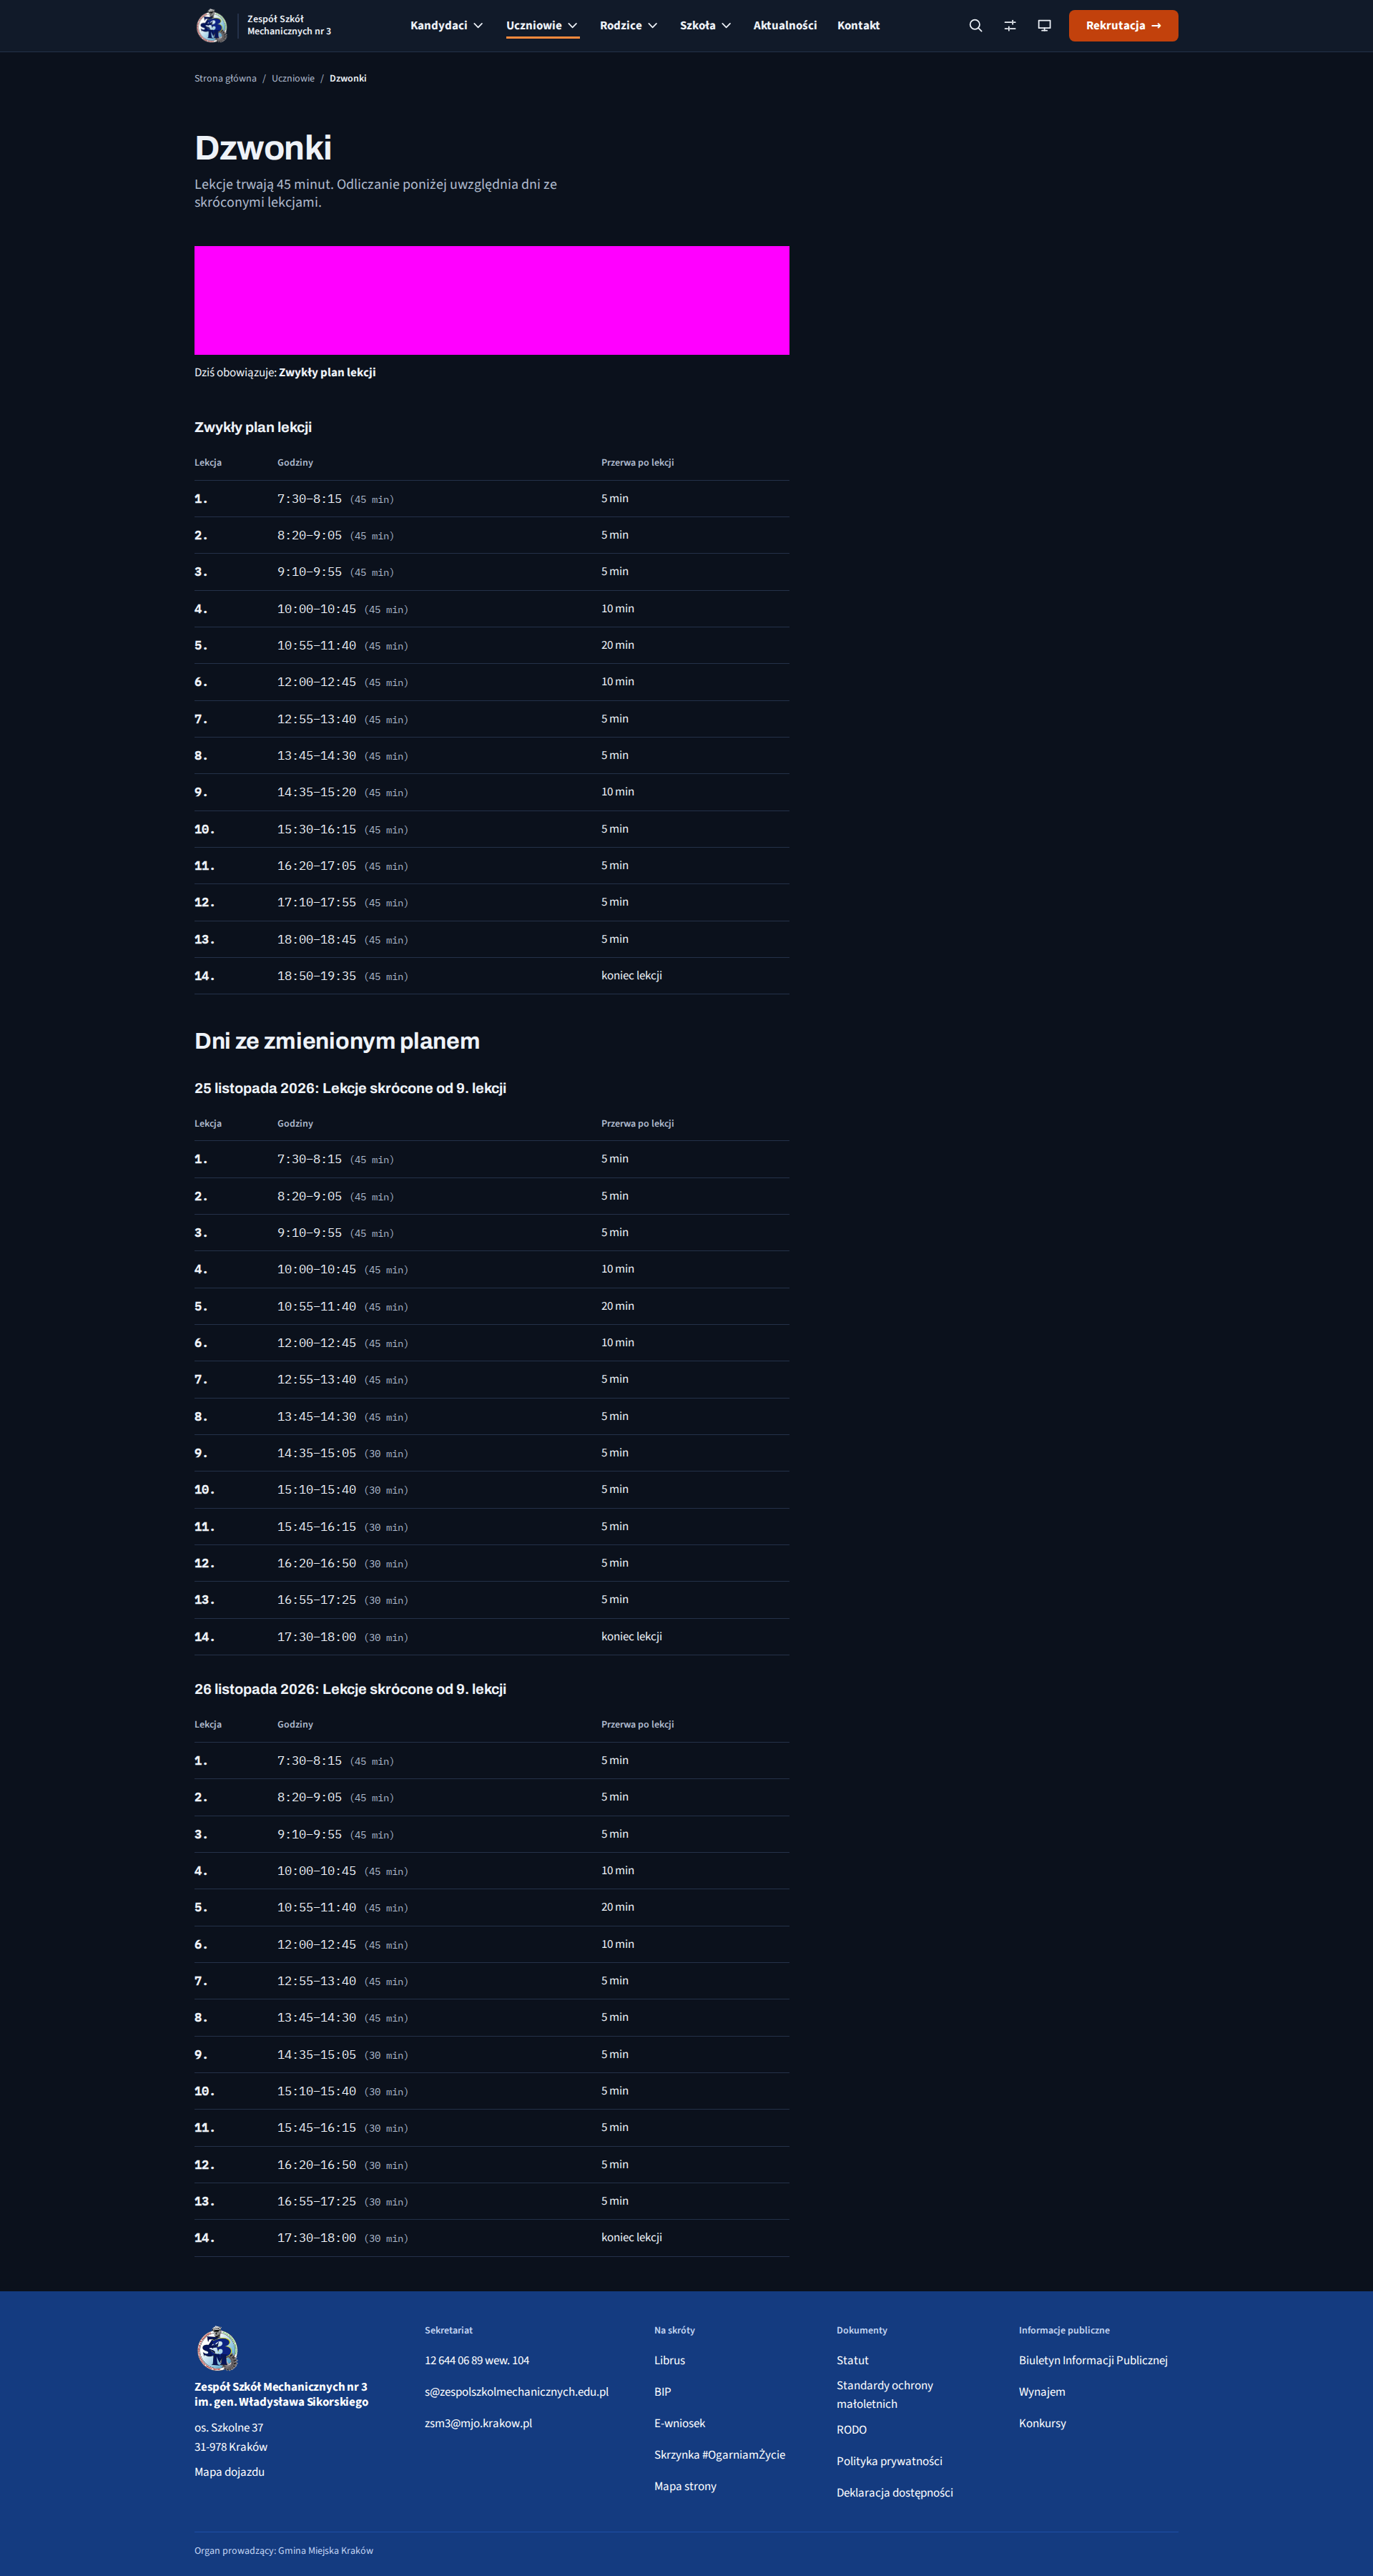 Zespół Szkół
Mechanicznych nr 3
Kandydaci
Uczniowie
Rodzice
Szkoła
Aktualności
Kontakt
Rekrutacja →
Strona główna / Uczniowie / Dzwonki
Dzwonki
Lekcje trwają 45 minut. Odliczanie poniżej uwzględnia dni ze
skróconymi lekcjami.
Dziś obowiązuje: Zwykły plan lekcji
Zwykły plan lekcji
Lekcja Godziny Przerwa po lekcji
1. 7:30–8:15 (45 min) 5 min
2. 8:20–9:05 (45 min) 5 min
3. 9:10–9:55 (45 min) 5 min
4. 10:00–10:45 (45 min) 10 min
5. 10:55–11:40 (45 min) 20 min
6. 12:00–12:45 (45 min) 10 min
7. 12:55–13:40 (45 min) 5 min
8. 13:45–14:30 (45 min) 5 min
9. 14:35–15:20 (45 min) 10 min
10. 15:30–16:15 (45 min) 5 min
11. 16:20–17:05 (45 min) 5 min
12. 17:10–17:55 (45 min) 5 min
13. 18:00–18:45 (45 min) 5 min
14. 18:50–19:35 (45 min) koniec lekcji
Dni ze zmienionym planem
25 listopada 2026: Lekcje skrócone od 9. lekcji
Lekcja Godziny Przerwa po lekcji
1. 7:30–8:15 (45 min) 5 min
2. 8:20–9:05 (45 min) 5 min
3. 9:10–9:55 (45 min) 5 min
4. 10:00–10:45 (45 min) 10 min
5. 10:55–11:40 (45 min) 20 min
6. 12:00–12:45 (45 min) 10 min
7. 12:55–13:40 (45 min) 5 min
8. 13:45–14:30 (45 min) 5 min
9. 14:35–15:05 (30 min) 5 min
10. 15:10–15:40 (30 min) 5 min
11. 15:45–16:15 (30 min) 5 min
12. 16:20–16:50 (30 min) 5 min
13. 16:55–17:25 (30 min) 5 min
14. 17:30–18:00 (30 min) koniec lekcji
26 listopada 2026: Lekcje skrócone od 9. lekcji
Lekcja Godziny Przerwa po lekcji
1. 7:30–8:15 (45 min) 5 min
2. 8:20–9:05 (45 min) 5 min
3. 9:10–9:55 (45 min) 5 min
4. 10:00–10:45 (45 min) 10 min
5. 10:55–11:40 (45 min) 20 min
6. 12:00–12:45 (45 min) 10 min
7. 12:55–13:40 (45 min) 5 min
8. 13:45–14:30 (45 min) 5 min
9. 14:35–15:05 (30 min) 5 min
10. 15:10–15:40 (30 min) 5 min
11. 15:45–16:15 (30 min) 5 min
12. 16:20–16:50 (30 min) 5 min
13. 16:55–17:25 (30 min) 5 min
14. 17:30–18:00 (30 min) koniec lekcji
Zespół Szkół Mechanicznych nr 3
im. gen. Władysława Sikorskiego
os. Szkolne 37
31-978 Kraków
Mapa dojazdu
Sekretariat
12 644 06 89 wew. 104
s@zespolszkolmechanicznych.edu.pl
zsm3@mjo.krakow.pl
Na skróty
Librus
BIP
E-wniosek
Skrzynka #OgarniamŻycie
Mapa strony
Dokumenty
Statut
Standardy ochrony
małoletnich
RODO
Polityka prywatności
Deklaracja dostępności
Informacje publiczne
Biuletyn Informacji Publicznej
Wynajem
Konkursy
Organ prowadzący: Gmina Miejska Kraków